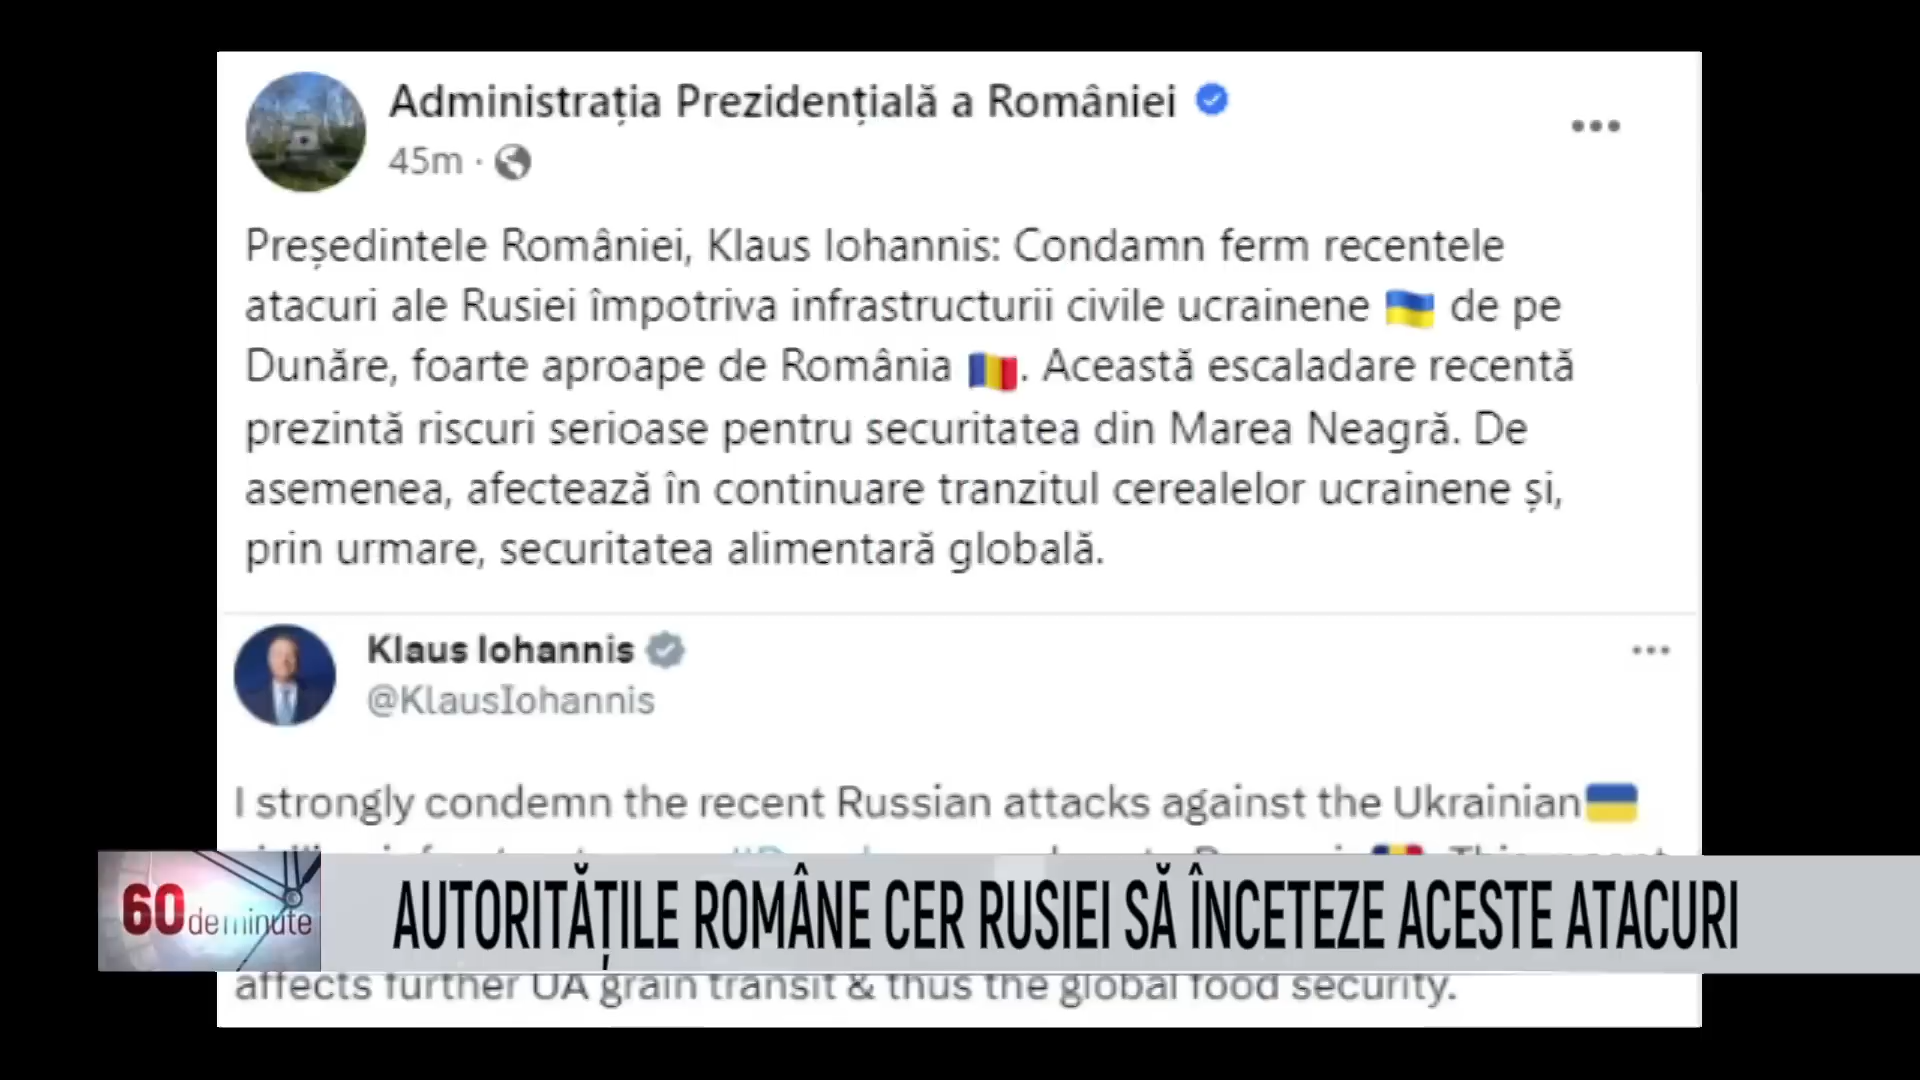 Administrația Prezidențială a României
45m ·
Președintele României, Klaus Iohannis: Condamn ferm recentele
atacuri ale Rusiei împotriva infrastructurii civile ucrainene 🇺🇦 de pe
Dunăre, foarte aproape de România 🇷🇴. Această escaladare recentă
prezintă riscuri serioase pentru securitatea din Marea Neagră. De
asemenea, afectează în continuare tranzitul cerealelor ucrainene și,
prin urmare, securitatea alimentară globală.
Klaus Iohannis
@KlausIohannis
I strongly condemn the recent Russian attacks against the Ukrainian🇺🇦
60 de minute
AUTORITĂȚILE ROMÂNE CER RUSIEI SĂ ÎNCETEZE ACESTE ATACURI
affects further UA grain transit & thus the global food security.